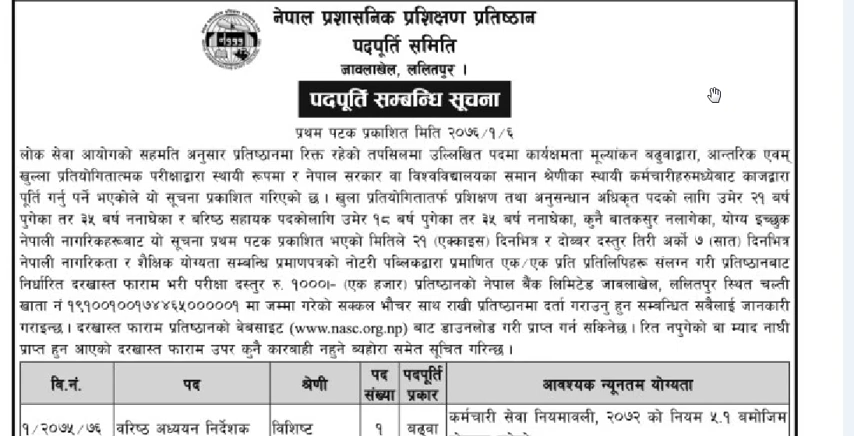 नेपाल प्रशासनिक प्रशिक्षण प्रतिष्ठान
पदपूर्ति समिति
जावलाखेल, ललितपुर ।
पदपूर्ति सम्बन्धि सूचना
प्रथम पटक प्रकाशित मिति २०७६/१/६
लोक सेवा आयोगको सहमति अनुसार प्रतिष्ठानमा रिक्त रहेको तपसिलमा उल्लिखित पदमा कार्यक्षमता मूल्यांकन बढुवाद्वारा, आन्तरिक एवम्
खुल्ला प्रतियोगितात्मक परीक्षाद्वारा स्थायी रूपमा र नेपाल सरकार वा विश्वविद्यालयका समान श्रेणीका स्थायी कर्मचारीहरुमध्येबाट काजद्वारा
पूर्ति गर्नु पर्ने भएकोले यो सूचना प्रकाशित गरिएको छ । खुला प्रतियोगितातर्फ प्रशिक्षण तथा अनुसन्धान अधिकृत पदको लागि उमेर २१ बर्ष
पुगेका तर ३५ बर्ष ननाघेका र बरिष्ठ सहायक पदकोलागि उमेर १८ बर्ष पुगेका तर ३५ बर्ष ननाघेका, कुनै बातकसुर नलागेका, योग्य इच्छुक
नेपाली नागरिकहरूबाट यो सूचना प्रथम पटक प्रकाशित भएको मितिले २१ (एक्काइस) दिनभित्र र दोब्बर दस्तुर तिरी अर्को ७ (सात) दिनभित्र
नेपाली नागरिकता र शैक्षिक योग्यता सम्बन्धि प्रमाणपत्रको नोटरी पब्लिकद्वारा प्रमाणित एक/एक प्रति प्रतिलिपिहरू संलग्न गरी प्रतिष्ठानबाट
निर्धारित दरखास्त फाराम भरी परीक्षा दस्तुर रु. १०००।- (एक हजार) प्रतिष्ठानको नेपाल बैंक लिमिटेड जाबलाखेल, ललितपुर स्थित चल्ती
खाता नं १९१००१००१७४४६५०००००१ मा जम्मा गरेको सक्कल भौचर साथ राखी प्रतिष्ठानमा दर्ता गराउनु हुन सम्बन्धित सबैलाई जानकारी
गराइन्छ । दरखास्त फाराम प्रतिष्ठानको बेबसाइट (www.nasc.org.np) बाट डाउनलोड गरी प्राप्त गर्न सकिनेछ । रित नपुगेको बा म्याद नाघी
प्राप्त हुन आएको दरखास्त फाराम उपर कुनै कारबाही नहुने व्यहोरा समेत सूचित गरिन्छ ।
बि.नं. पद श्रेणी पद संख्या पदपूर्ति प्रकार आवश्यक न्यूनतम योग्यता
१/२०७५/७६ वरिष्ठ अध्ययन निर्देशक विशिष्ट १ बढुवा कर्मचारी सेवा नियमावली, २०७२ को नियम ५.१ बमोजिम